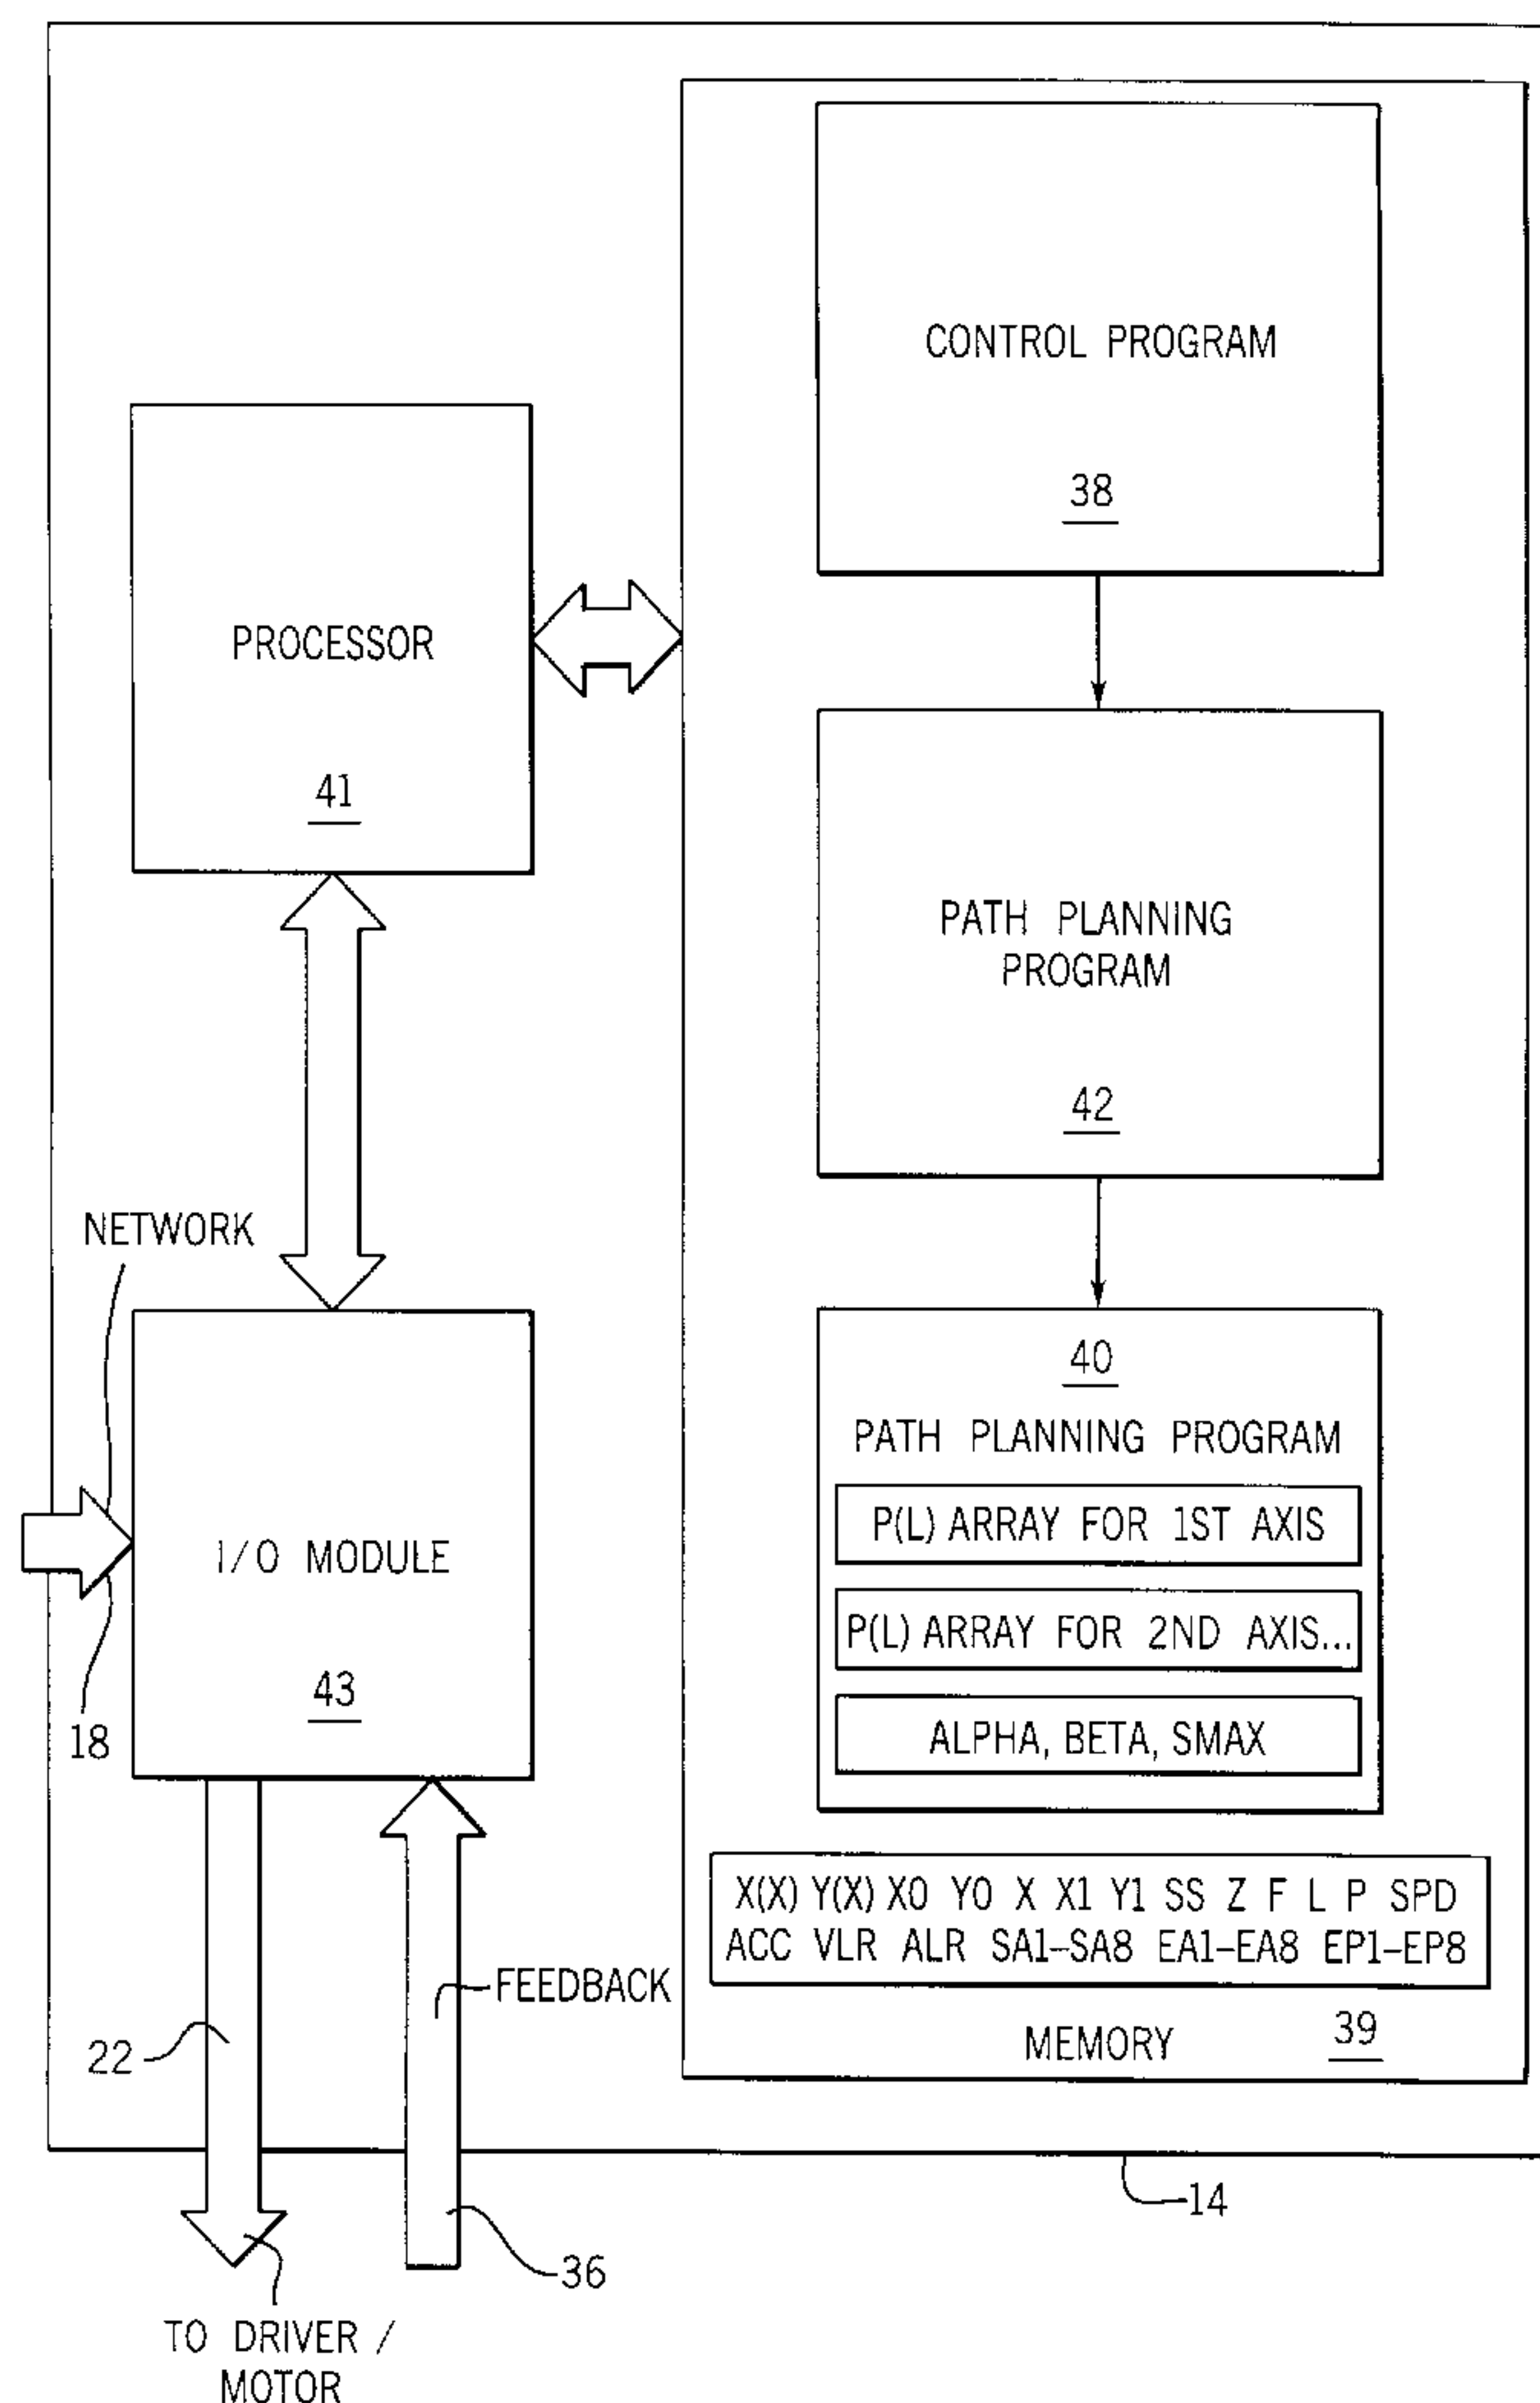 CONTROL PROGRAM
38
PROCESSOR
41
PATH PLANNING
PROGRAM
42
NETWORK
I/O MODULE
43
18
40
PATH PLANNING PROGRAM
P(L) ARRAY FOR 1ST AXIS
P(L) ARRAY FOR 2ND AXIS...
ALPHA, BETA, SMAX
X(X) Y(X) X0 Y0 X X1 Y1 SS Z F L P SPD
ACC VLR ALR SA1-SA8 EA1-EA8 EP1-EP8
MEMORY 39
FEEDBACK
22
14
36
TO DRIVER /
MOTOR